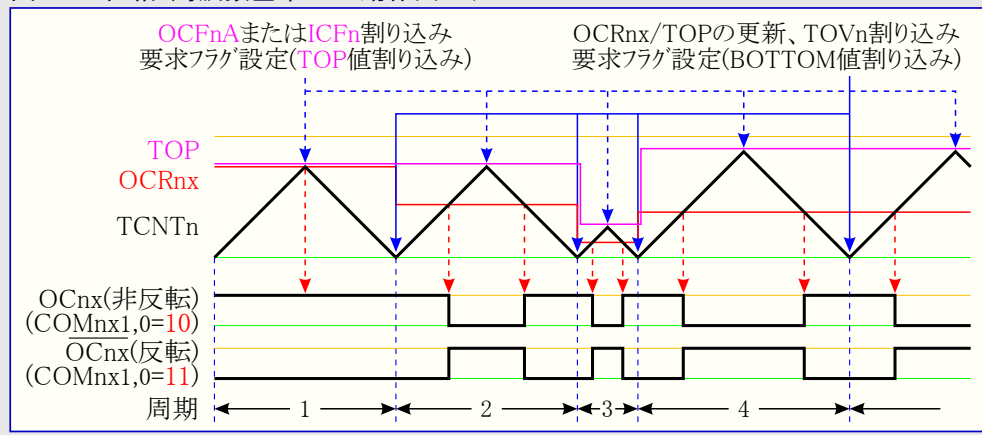 OCFnAまたはICFn割り込み
要求フラグ設定(TOP値割り込み)
OCRnx/TOPの更新、TOVn割り込み
要求フラグ設定(BOTTOM値割り込み)
TOP
OCRnx
TCNTn
OCnx(非反転)
(COMnx1,0=10)
OCnx(反転)
(COMnx1,0=11)
周期 1 2 3 4